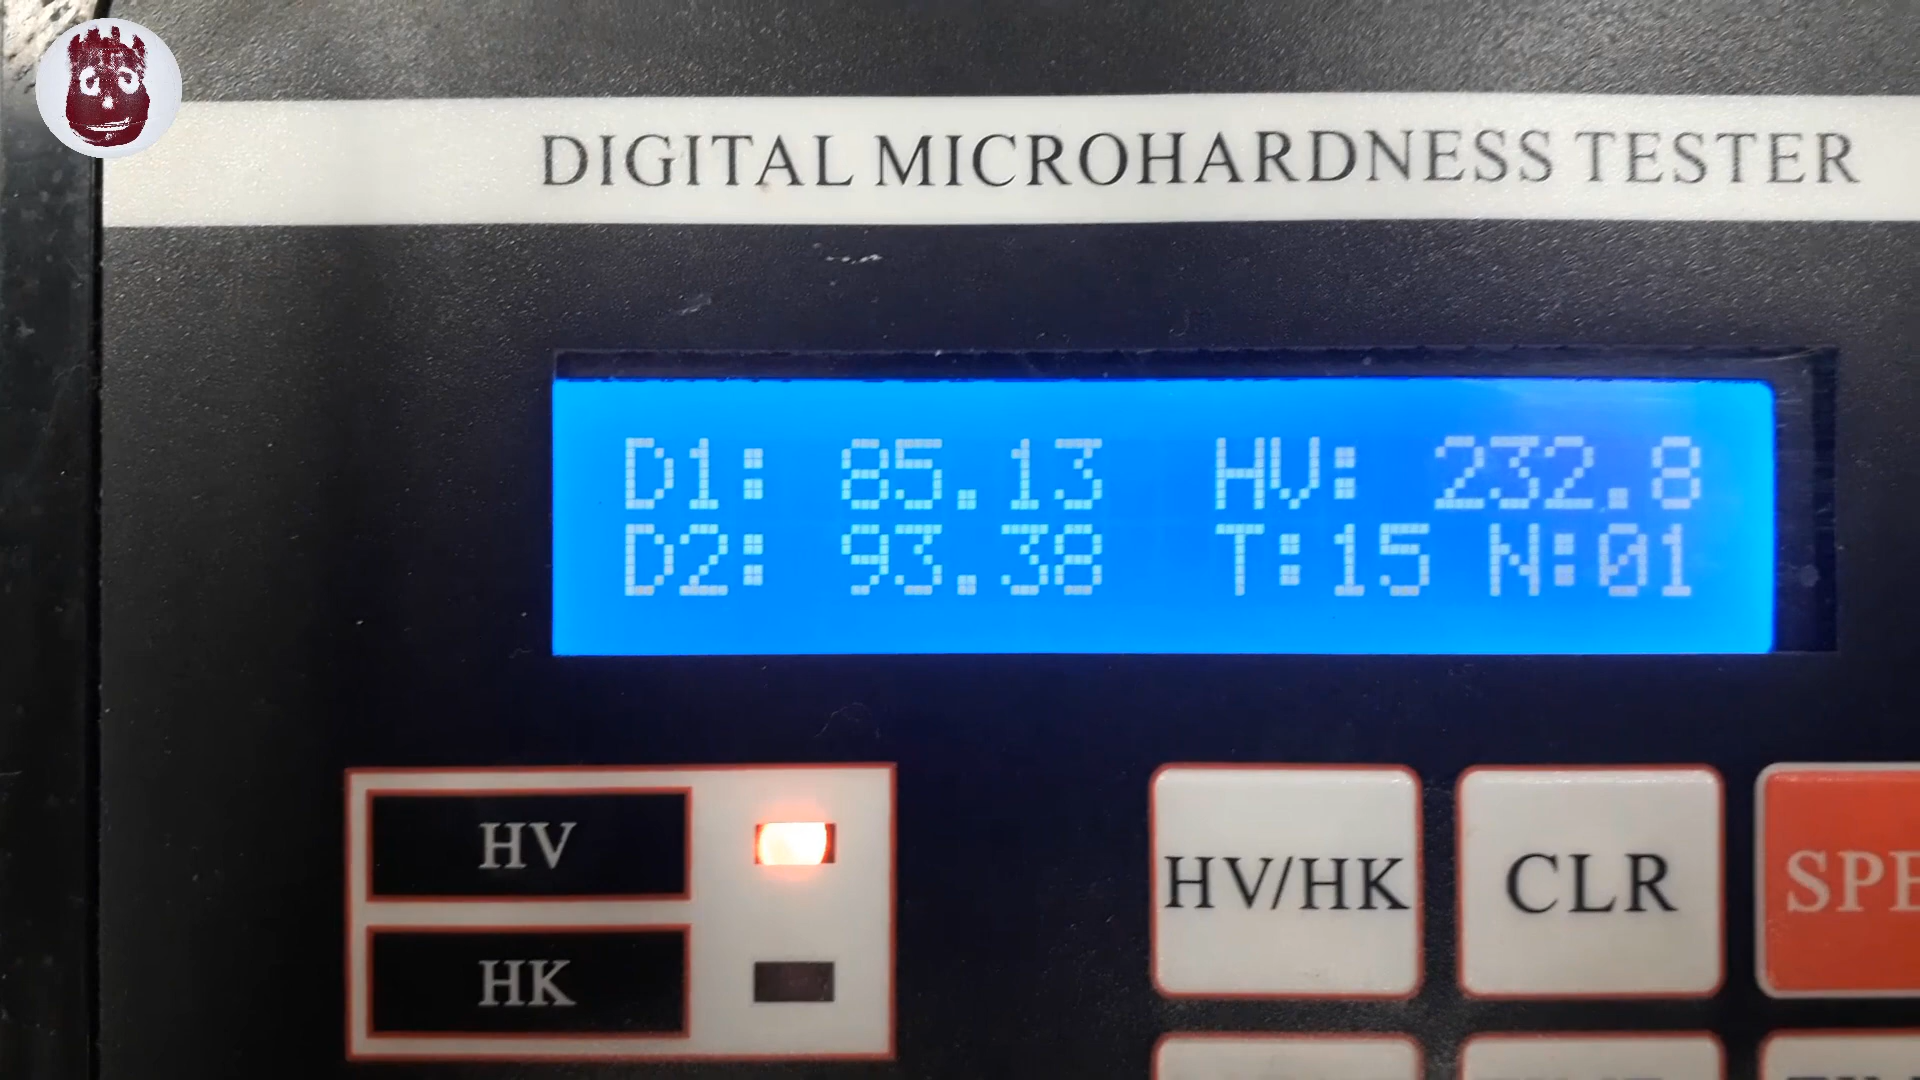 DIGITAL MICROHARDNESS TESTER
D1: 85.13 HV: 232.8
D2: 93.38 T:15 N:01
HV
HK
HV/HK
CLR